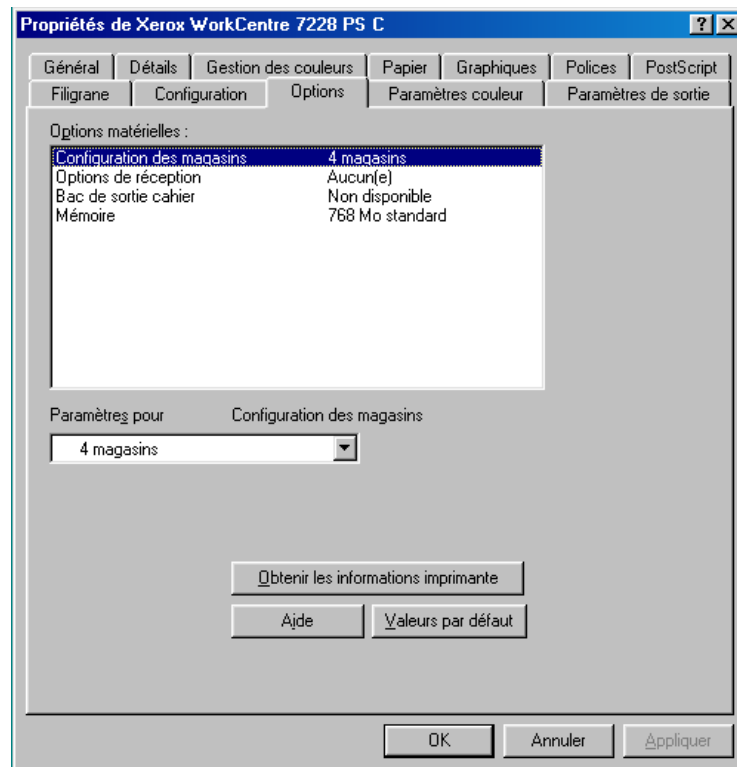 Propriétés de Xerox WorkCentre 7228 PS C
Général Détails Gestion des couleurs Papier Graphiques Polices PostScript
Filigrane Configuration Options Paramètres couleur Paramètres de sortie
Options matérielles :
Configuration des magasins 4 magasins
Options de réception Aucun(e)
Bac de sortie cahier Non disponible
Mémoire 768 Mo standard
Paramètres pour Configuration des magasins
4 magasins
Obtenir les informations imprimante
Aide Valeurs par défaut
OK Annuler Appliquer